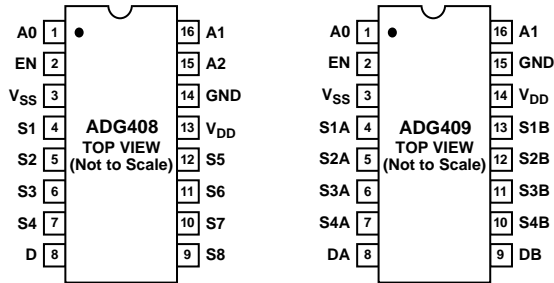 A0 1 16 A1
EN 2 15 A2
VSS 3 14 GND
S1 4 13 VDD
S2 5 12 S5
S3 6 11 S6
S4 7 10 S7
D 8 9 S8
ADG408
TOP VIEW
(Not to Scale)
A0 1 16 A1
EN 2 15 GND
VSS 3 14 VDD
S1A 4 13 S1B
S2A 5 12 S2B
S3A 6 11 S3B
S4A 7 10 S4B
DA 8 9 DB
ADG409
TOP VIEW
(Not to Scale)